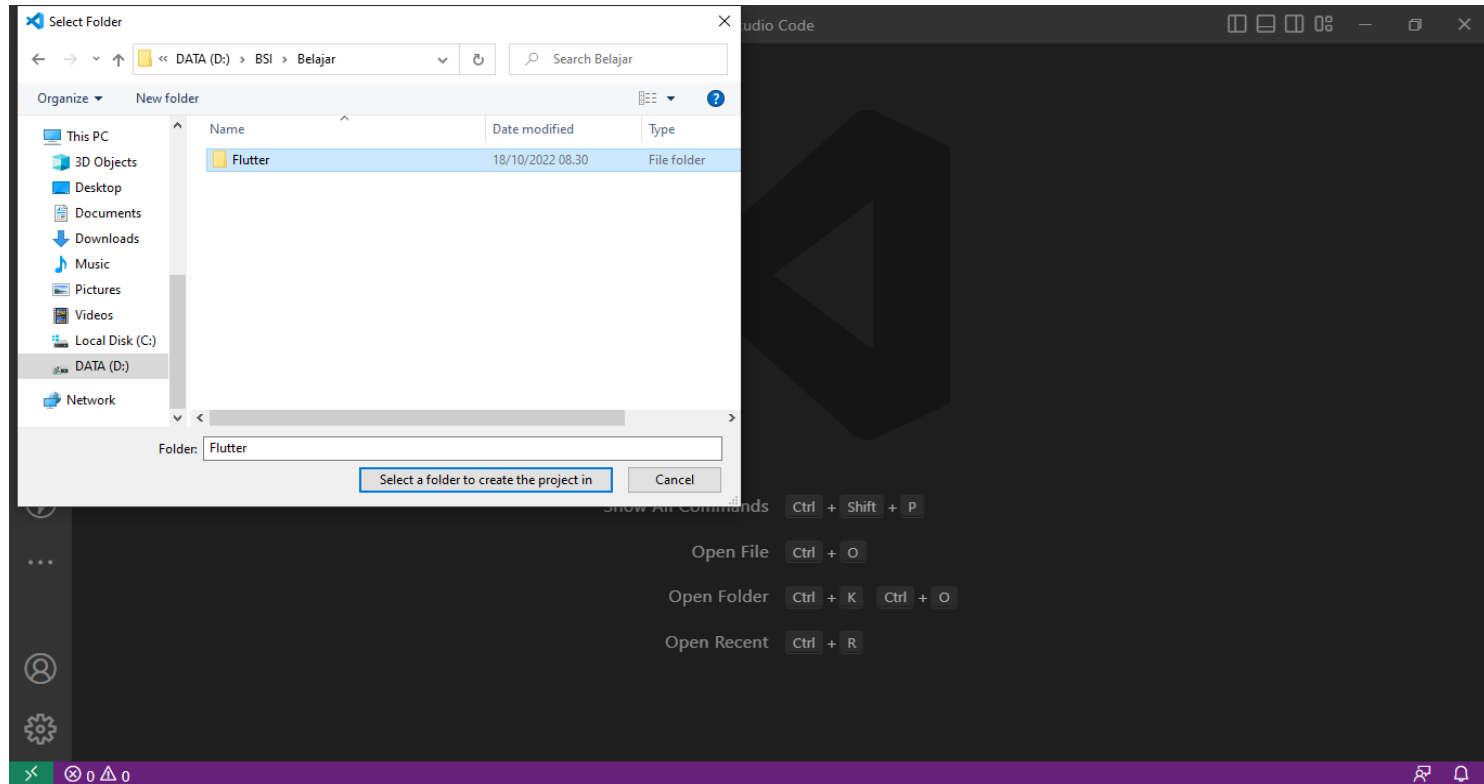 Select Folder
udio Code
« DATA (D:) › BSI › Belajar
Search Belajar
Organize
New folder
?
This PC
3D Objects
Desktop
Documents
Downloads
Music
Pictures
Videos
Local Disk (C:)
DATA (D:)
Network
Name Date modified Type
Flutter 18/10/2022 08.30 File folder
Folder: Flutter
Select a folder to create the project in
Cancel
Show All Commands Ctrl + Shift + P
Open File Ctrl + O
Open Folder Ctrl + K Ctrl + O
Open Recent Ctrl + R
0 0